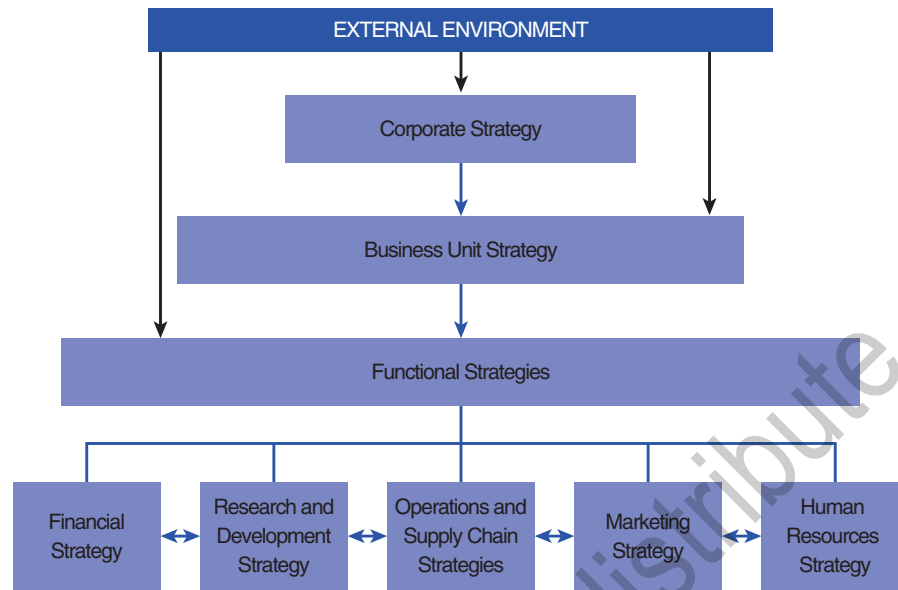 EXTERNAL ENVIRONMENT
Corporate Strategy
Business Unit Strategy
Functional Strategies
Financial
Strategy
Research and
Development
Strategy
Operations and
Supply Chain
Strategies
Marketing
Strategy
Human
Resources
Strategy
distribute